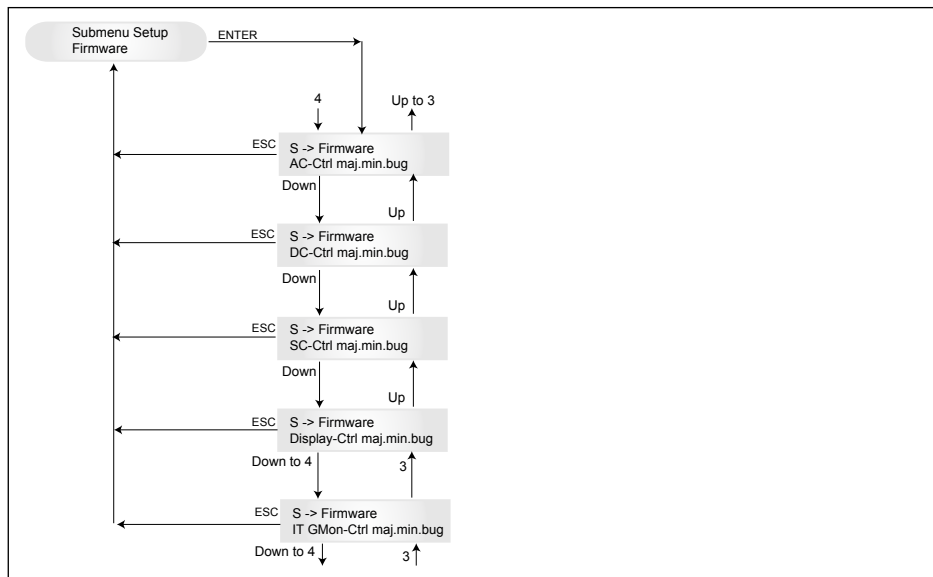 Submenu Setup
Firmware
ENTER
4
Up to 3
ESC
S -> Firmware
AC-Ctrl maj.min.bug
Down
Up
ESC
S -> Firmware
DC-Ctrl maj.min.bug
Down
Up
ESC
S -> Firmware
SC-Ctrl maj.min.bug
Down
Up
ESC
S -> Firmware
Display-Ctrl maj.min.bug
Down to 4
3
ESC
S -> Firmware
IT GMon-Ctrl maj.min.bug
Down to 4
3